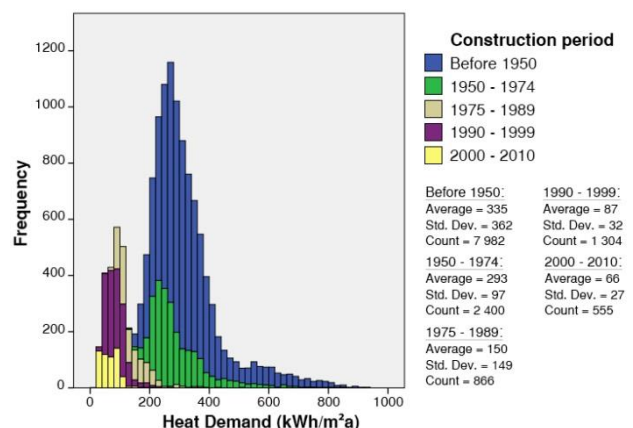 1200
1000
800
600
400
200
0
Frequency
0 200 400 600 800 1000
Heat Demand (kWh/m²a)
Construction period
Before 1950
1950 - 1974
1975 - 1989
1990 - 1999
2000 - 2010
Before 1950:
Average = 335
Std. Dev. = 362
Count = 7 982
1950 - 1974:
Average = 293
Std. Dev. = 97
Count = 2 400
1975 - 1989:
Average = 150
Std. Dev. = 149
Count = 866
1990 - 1999:
Average = 87
Std. Dev. = 32
Count = 1 304
2000 - 2010:
Average = 66
Std. Dev. = 27
Count = 555